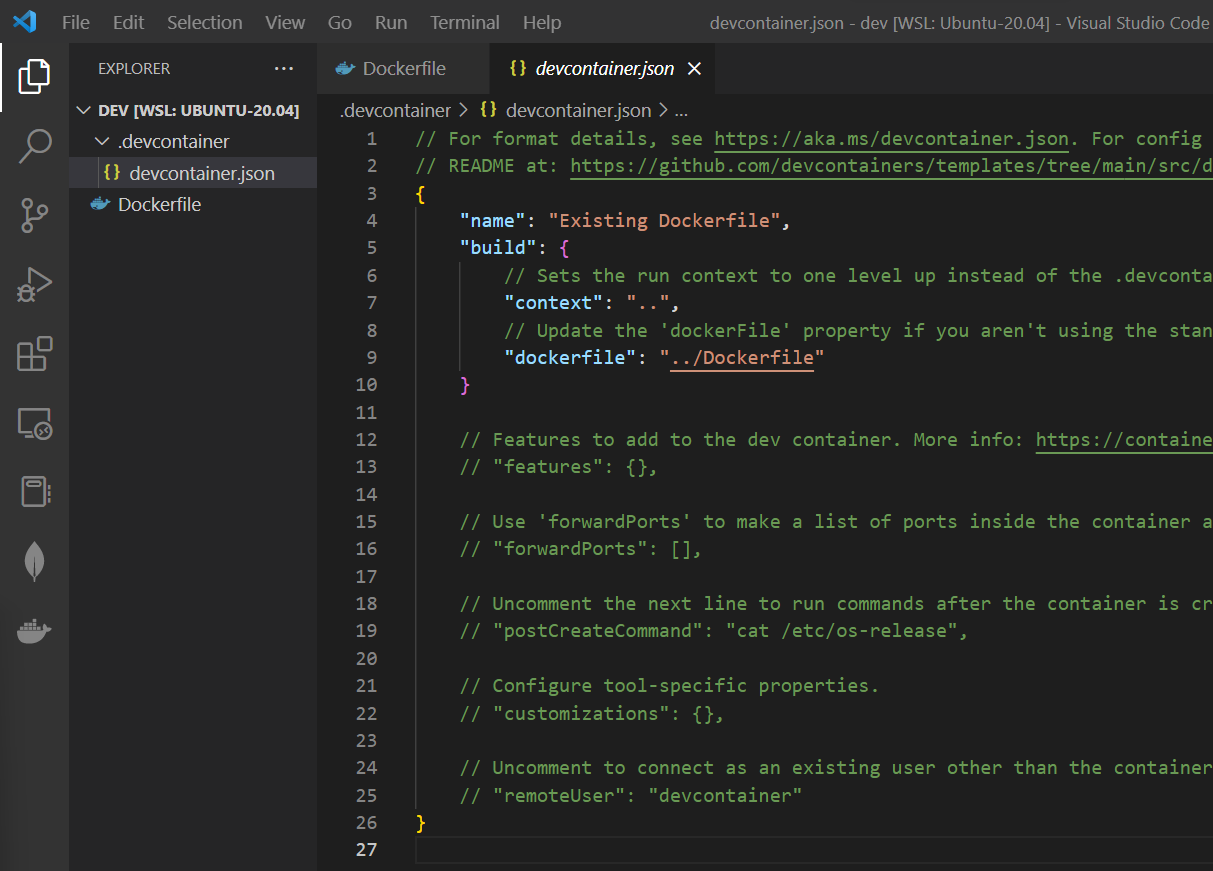 File Edit Selection View Go Run Terminal Help devcontainer.json - dev [WSL: Ubuntu-20.04] - Visual Studio Code
EXPLORER ...
DEV [WSL: UBUNTU-20.04]
.devcontainer
{} devcontainer.json
Dockerfile
Dockerfile {} devcontainer.json
.devcontainer > {} devcontainer.json > ...
1 // For format details, see https://aka.ms/devcontainer.json. For config
2 // README at: https://github.com/devcontainers/templates/tree/main/src/d
3 {
4 "name": "Existing Dockerfile",
5 "build": {
6 // Sets the run context to one level up instead of the .devconta
7 "context": "..",
8 // Update the 'dockerFile' property if you aren't using the stan
9 "dockerfile": "../Dockerfile"
10 }
11
12 // Features to add to the dev container. More info: https://containe
13 // "features": {},
14
15 // Use 'forwardPorts' to make a list of ports inside the container a
16 // "forwardPorts": [],
17
18 // Uncomment the next line to run commands after the container is cr
19 // "postCreateCommand": "cat /etc/os-release",
20
21 // Configure tool-specific properties.
22 // "customizations": {},
23
24 // Uncomment to connect as an existing user other than the container
25 // "remoteUser": "devcontainer"
26 }
27